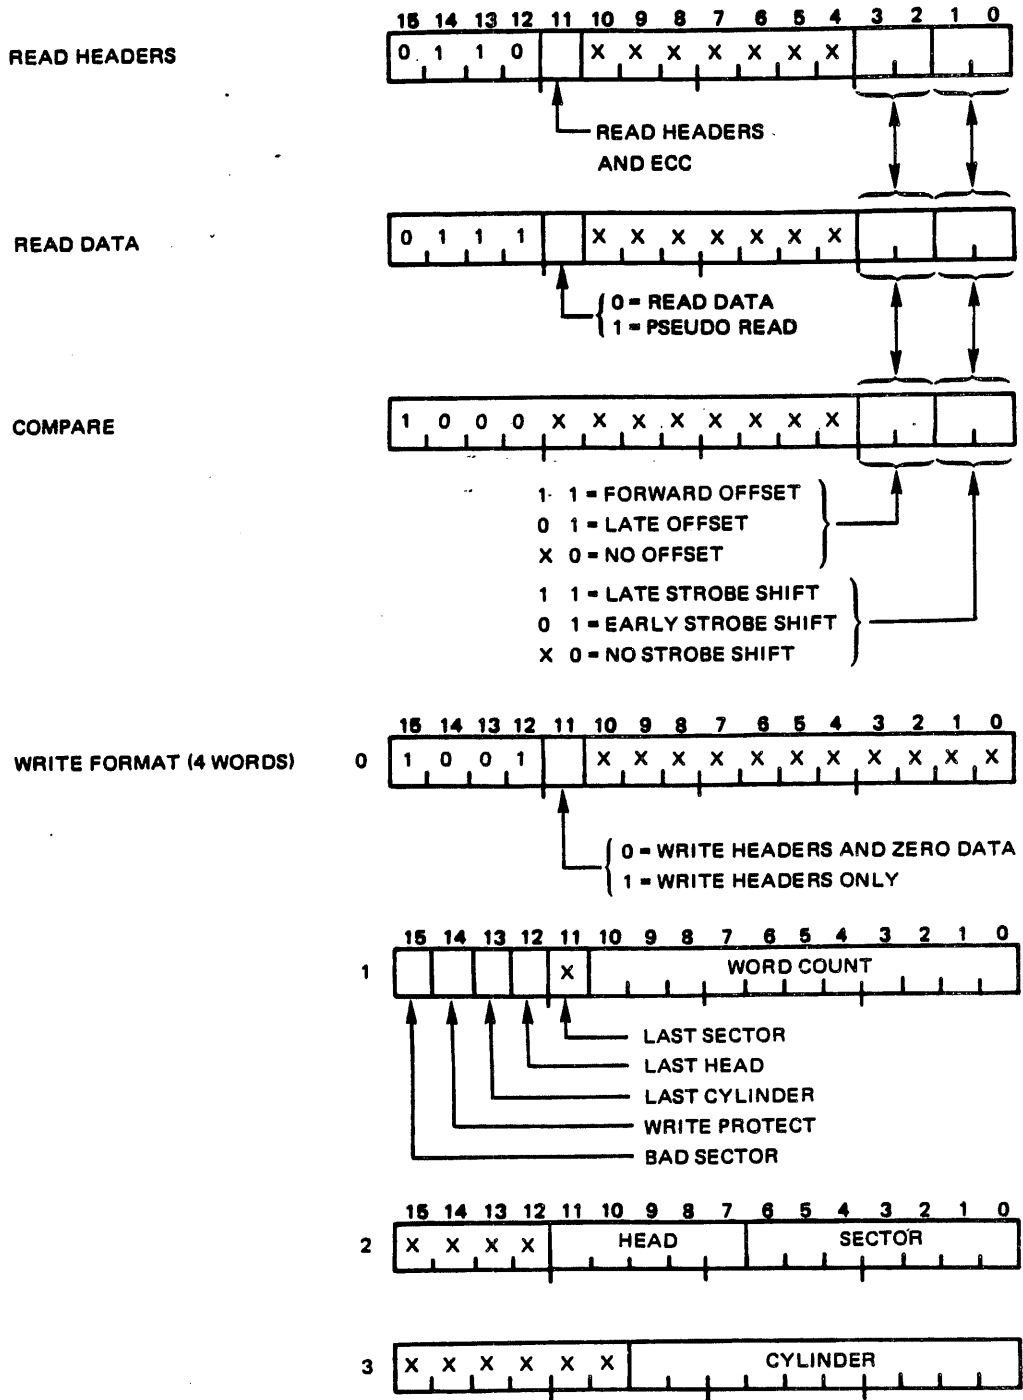 15 14 13 12 11 10 9 8 7 6 5 4 3 2 1 0
READ HEADERS 0 1 1 0 X X X X X X X
READ HEADERS
AND ECC
READ DATA 0 1 1 1 X X X X X X X
0 = READ DATA
1 = PSEUDO READ
COMPARE 1 0 0 0 X X X X X X X X
1 1 = FORWARD OFFSET
0 1 = LATE OFFSET
X 0 = NO OFFSET
1 1 = LATE STROBE SHIFT
0 1 = EARLY STROBE SHIFT
X 0 = NO STROBE SHIFT
15 14 13 12 11 10 9 8 7 6 5 4 3 2 1 0
WRITE FORMAT (4 WORDS) 0 1 0 0 1 X X X X X X X X X X X
0 = WRITE HEADERS AND ZERO DATA
1 = WRITE HEADERS ONLY
15 14 13 12 11 10 9 8 7 6 5 4 3 2 1 0
1 X WORD COUNT
LAST SECTOR
LAST HEAD
LAST CYLINDER
WRITE PROTECT
BAD SECTOR
15 14 13 12 11 10 9 8 7 6 5 4 3 2 1 0
2 X X X X HEAD SECTOR
3 X X X X X X CYLINDER